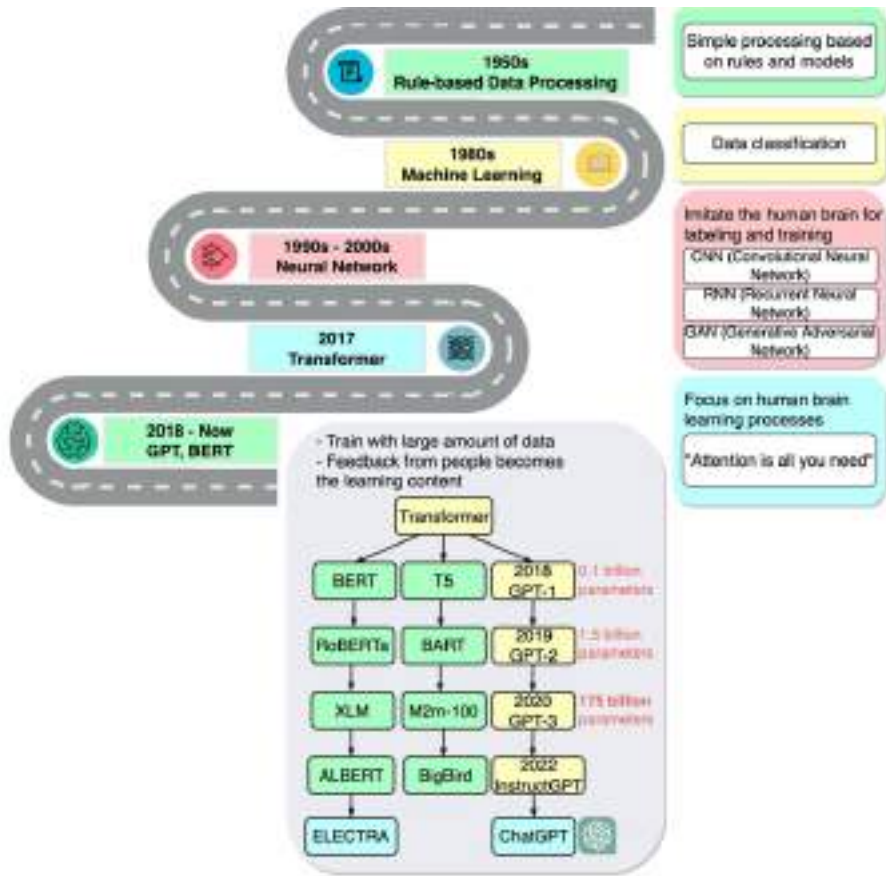 1950s
Rule-based Data Processing
Simple processing based
on rules and models
1980s
Machine Learning
Data classification
1990s - 2000s
Neural Network
Imitate the human brain for
labeling and training
CNN (Convolutional Neural
Network)
RNN (Recurrent Neural
Network)
GAN (Generative Adversarial
Network)
2017
Transformer
Focus on human brain
learning processes
"Attention is all you need"
2018 - Now
GPT, BERT
- Train with large amount of data
- Feedback from people becomes
the learning content
Transformer
BERT
T5
2018
GPT-1
0.1 billion
parameters
RoBERTa
BART
2019
GPT-2
1.5 billion
parameters
XLM
M2m-100
2020
GPT-3
175 billion
parameters
ALBERT
BigBird
2022
InstructGPT
ELECTRA
ChatGPT